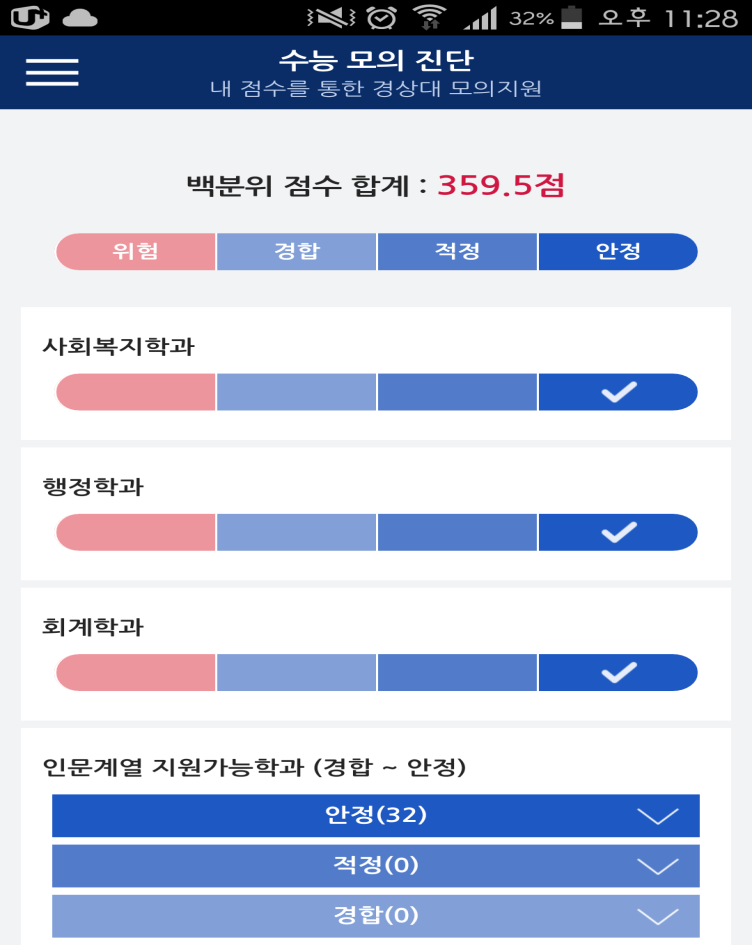 U+ 32% 오후 11:28
수능 모의 진단
내 점수를 통한 경상대 모의지원
백분위 점수 합계 : 359.5점
위험 경합 적정 안정
사회복지학과
행정학과
회계학과
인문계열 지원가능학과 (경합 ~ 안정)
안정(32)
적정(0)
경합(0)